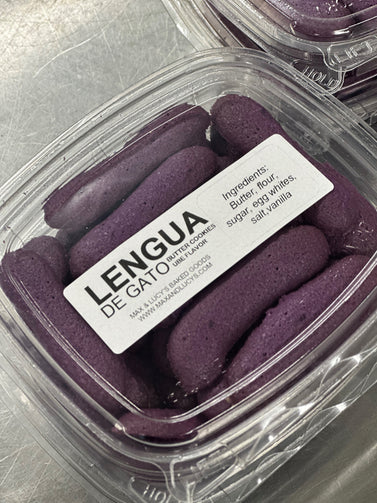 LENGUA
DE GATO
BUTTER COOKIES
UBE FLAVOR
MAX & LUCY'S BAKED GOODS
WWW.MAXANDLUCYS.COM
Ingredients:
Butter, flour,
sugar, egg whites,
salt,vanilla
HOLD